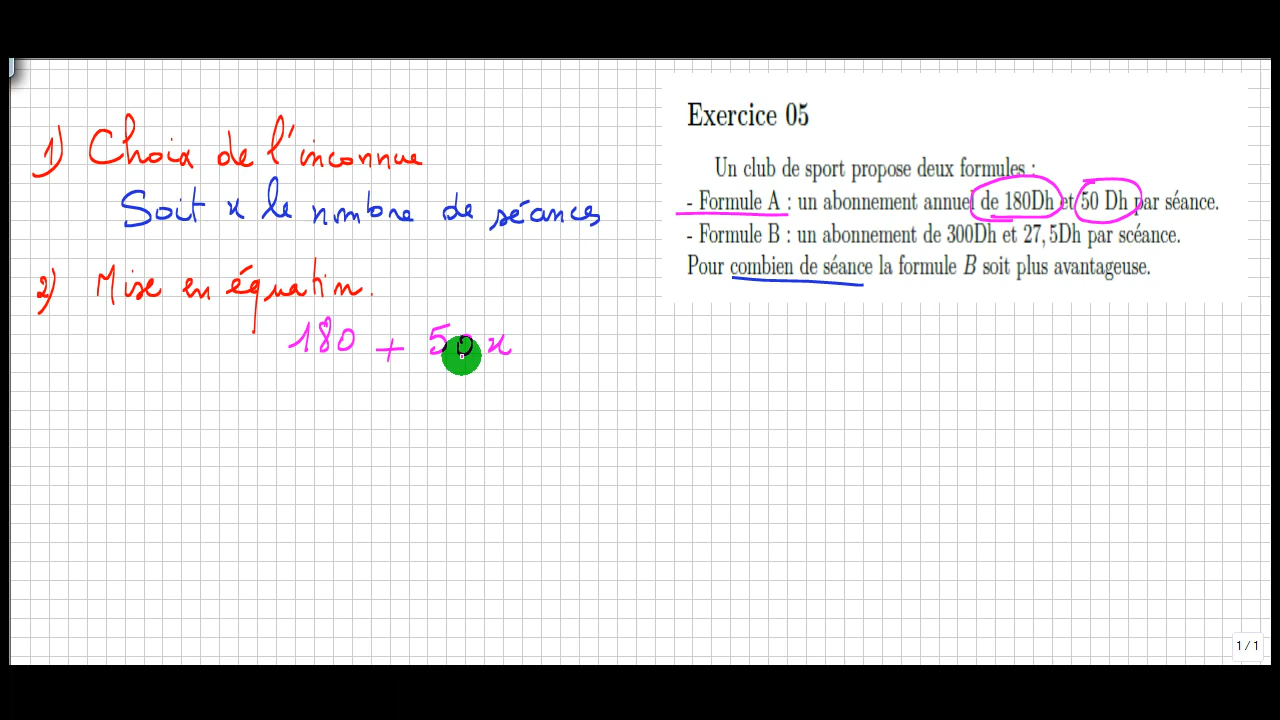 1) Choix de l'inconnue
Soit x le nmbre de séances
2) Mise en équatin.
180 + 50 x
Exercice 05
Un club de sport propose deux formules :
- Formule A : un abonnement annuel de 180Dh et 50 Dh par séance.
- Formule B : un abonnement de 300Dh et 27,5Dh par scéance.
Pour combien de séance la formule B soit plus avantageuse.
1 / 1